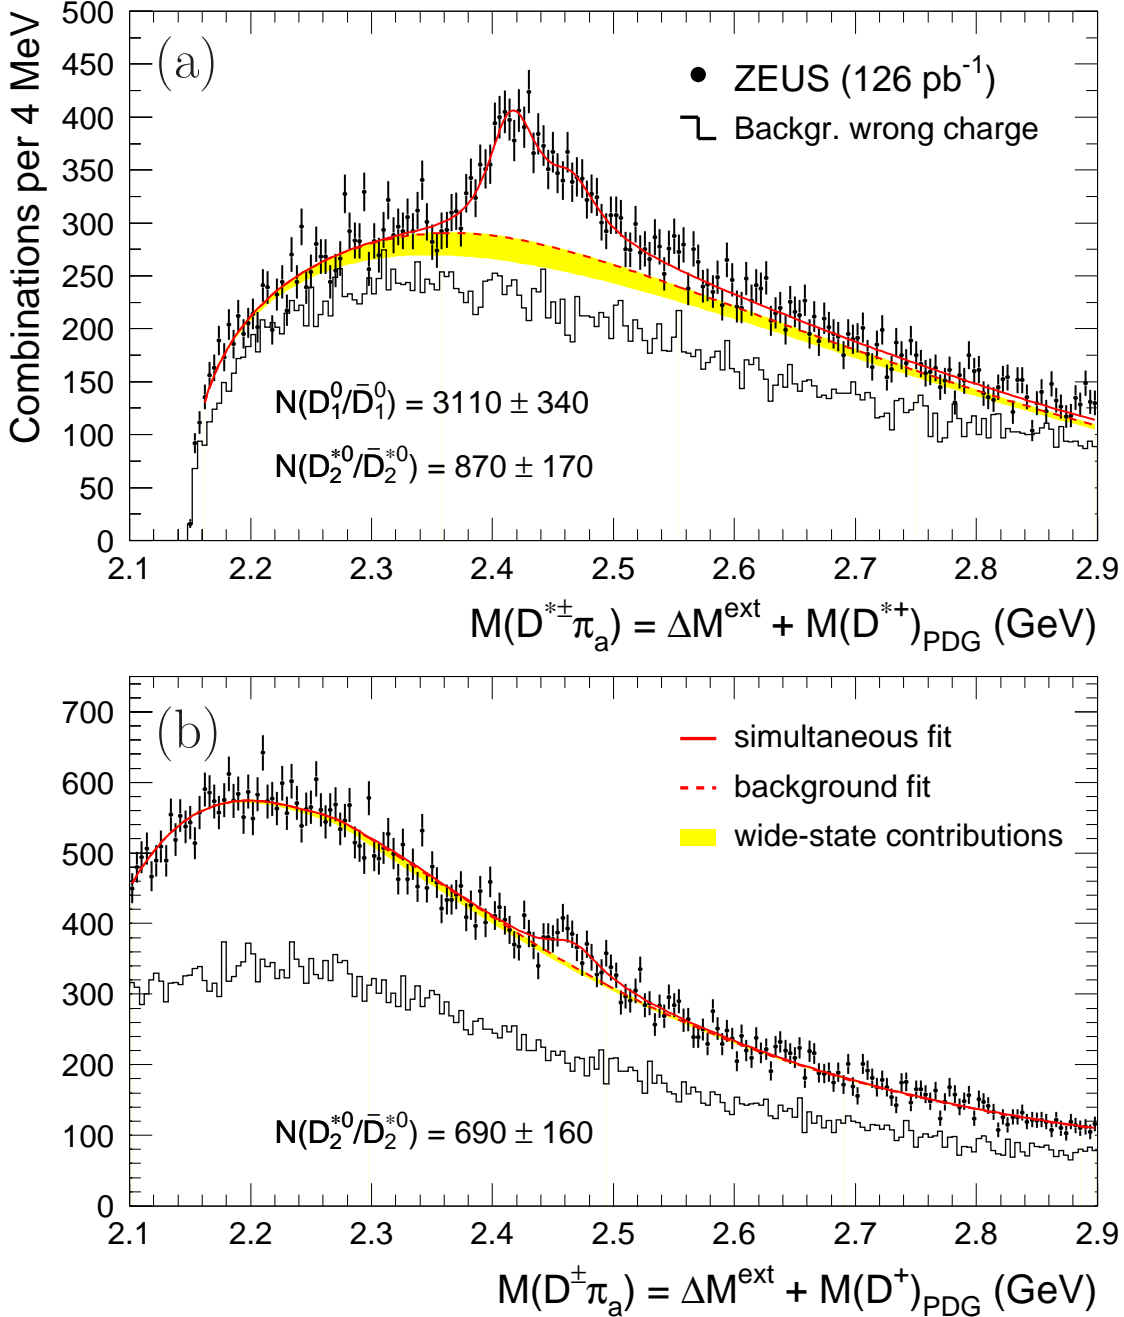 Combinations per 4 MeV
500
450
400
350
300
250
200
150
100
50
0
(a)
ZEUS (126 pb⁻¹)
Backgr. wrong charge
N(D₁⁰/D̄₁⁰) = 3110 ± 340
N(D₂*⁰/D̄₂*⁰) = 870 ± 170
2.1 2.2 2.3 2.4 2.5 2.6 2.7 2.8 2.9
M(D*±πₐ) = ΔMᵉˣᵗ + M(D*⁺)PDG (GeV)
700
600
500
400
300
200
100
0
(b)
simultaneous fit
background fit
wide-state contributions
N(D₂*⁰/D̄₂*⁰) = 690 ± 160
2.1 2.2 2.3 2.4 2.5 2.6 2.7 2.8 2.9
M(D±πₐ) = ΔMᵉˣᵗ + M(D⁺)PDG (GeV)